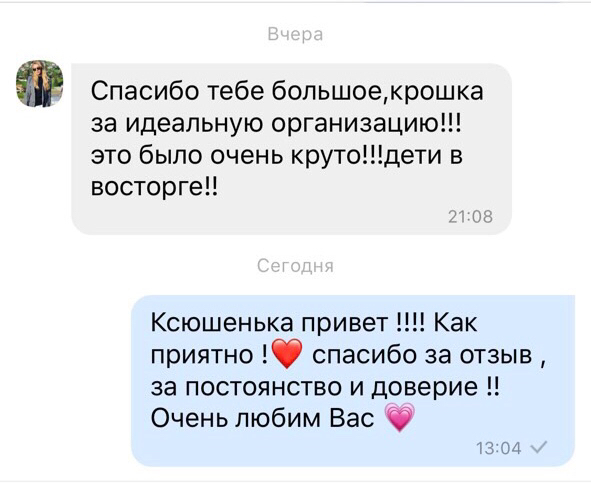 Вчера
Спасибо тебе большое,крошка
за идеальную организацию!!!
это было очень круто!!!дети в
восторге!!
21:08
Сегодня
Ксюшенька привет !!!! Как
приятно !❤️ спасибо за отзыв ,
за постоянство и доверие !!
Очень любим Вас 💗
13:04